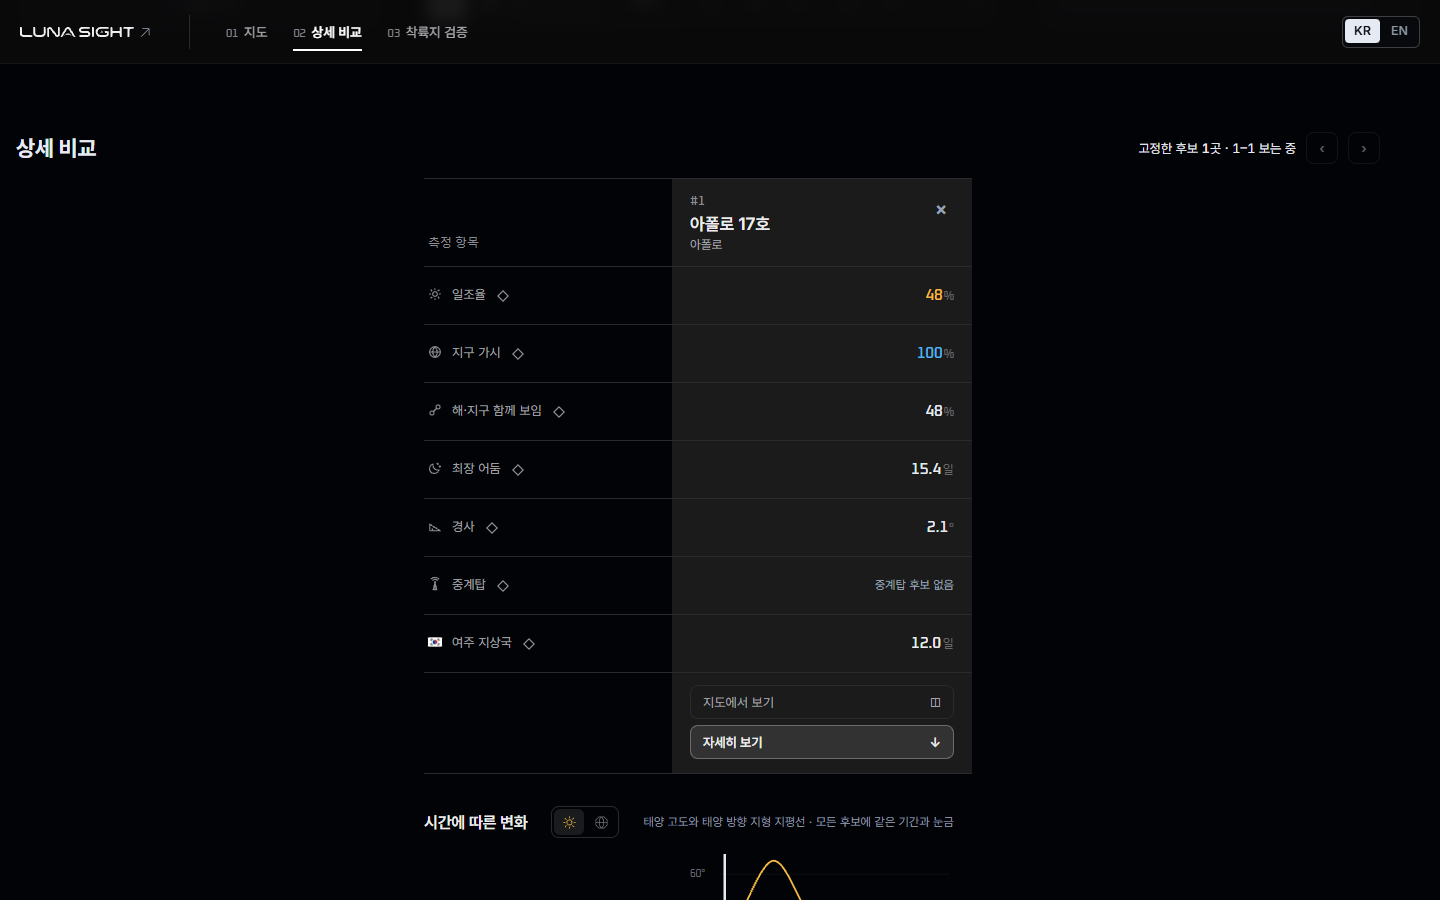 LUNA SIGHT ↗
01 지도
02 상세 비교
03 착륙지 검증
KR EN
상세 비교
고정한 후보 1곳 · 1–1 보는 중
‹ ›
측정 항목
#1
아폴로 17호
아폴로
×
일조율 ◇ 48%
지구 가시 ◇ 100%
해·지구 함께 보임 ◇ 48%
최장 어둠 ◇ 15.4일
경사 ◇ 2.1°
중계탑 ◇ 중계탑 후보 없음
여주 지상국 ◇ 12.0일
지도에서 보기
자세히 보기 ↓
시간에 따른 변화
태양 고도와 태양 방향 지형 지평선 · 모든 후보에 같은 기간과 눈금
60°